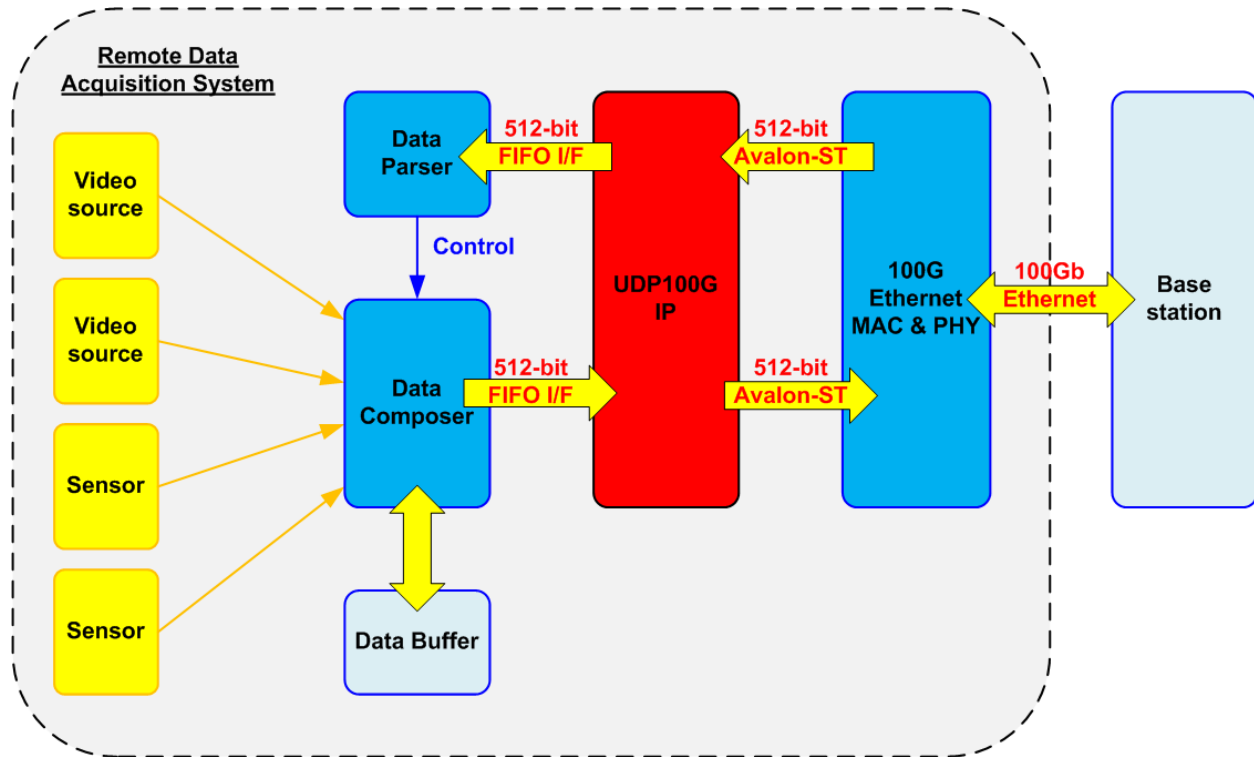 Remote Data
Acquisition System
Video
source
Video
source
Sensor
Sensor
Data
Parser
Control
Data
Composer
Data Buffer
512-bit
FIFO I/F
512-bit
FIFO I/F
UDP100G
IP
512-bit
Avalon-ST
512-bit
Avalon-ST
100G
Ethernet
MAC & PHY
100Gb
Ethernet
Base
station